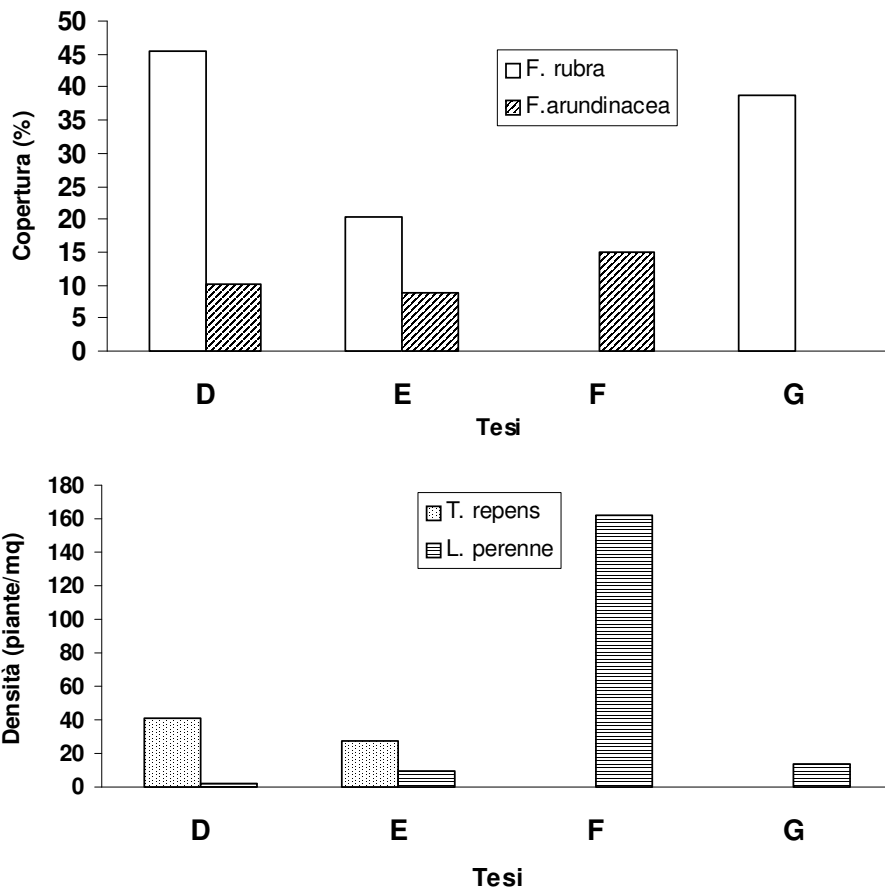 50
45
40
35
30
25
20
15
10
5
0
Copertura (%)
F. rubra
F.arundinacea
D E F G
Tesi
180
160
140
120
100
80
60
40
20
0
Densità (piante/mq)
T. repens
L. perenne
D E F G
Tesi